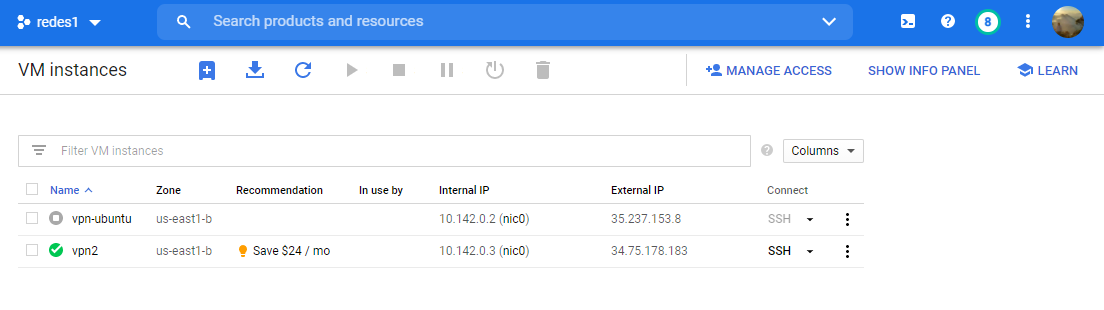 redes1 Search products and resources 8
VM instances MANAGE ACCESS SHOW INFO PANEL LEARN
Filter VM instances Columns
Name Zone Recommendation In use by Internal IP External IP Connect
vpn-ubuntu us-east1-b 10.142.0.2 (nic0) 35.237.153.8 SSH
vpn2 us-east1-b Save $24 / mo 10.142.0.3 (nic0) 34.75.178.183 SSH